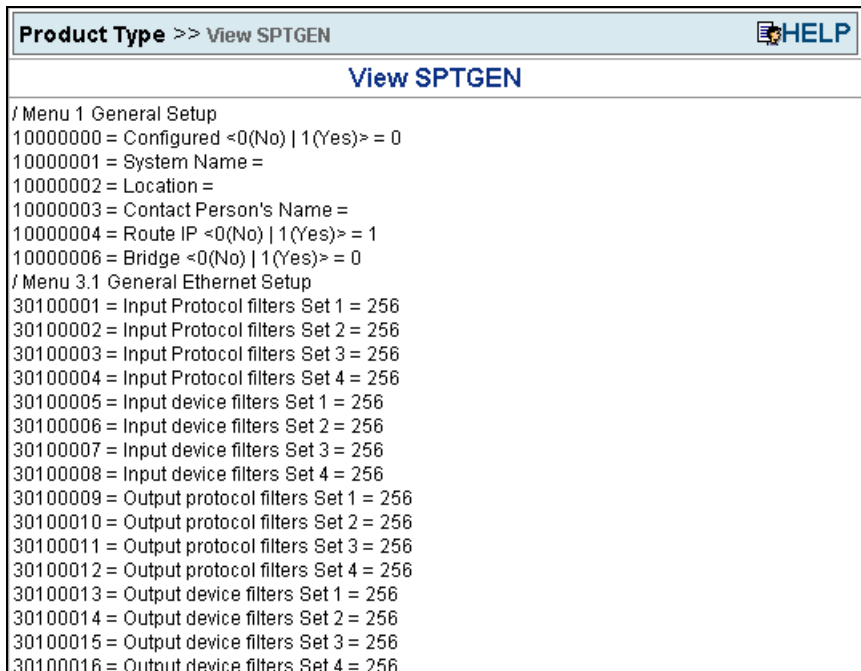 Product Type >> View SPTGEN HELP
View SPTGEN
/ Menu 1 General Setup
10000000 = Configured <0(No) | 1(Yes)> = 0
10000001 = System Name =
10000002 = Location =
10000003 = Contact Person's Name =
10000004 = Route IP <0(No) | 1(Yes)> = 1
10000006 = Bridge <0(No) | 1(Yes)> = 0
/ Menu 3.1 General Ethernet Setup
30100001 = Input Protocol filters Set 1 = 256
30100002 = Input Protocol filters Set 2 = 256
30100003 = Input Protocol filters Set 3 = 256
30100004 = Input Protocol filters Set 4 = 256
30100005 = Input device filters Set 1 = 256
30100006 = Input device filters Set 2 = 256
30100007 = Input device filters Set 3 = 256
30100008 = Input device filters Set 4 = 256
30100009 = Output protocol filters Set 1 = 256
30100010 = Output protocol filters Set 2 = 256
30100011 = Output protocol filters Set 3 = 256
30100012 = Output protocol filters Set 4 = 256
30100013 = Output device filters Set 1 = 256
30100014 = Output device filters Set 2 = 256
30100015 = Output device filters Set 3 = 256
30100016 = Output device filters Set 4 = 256